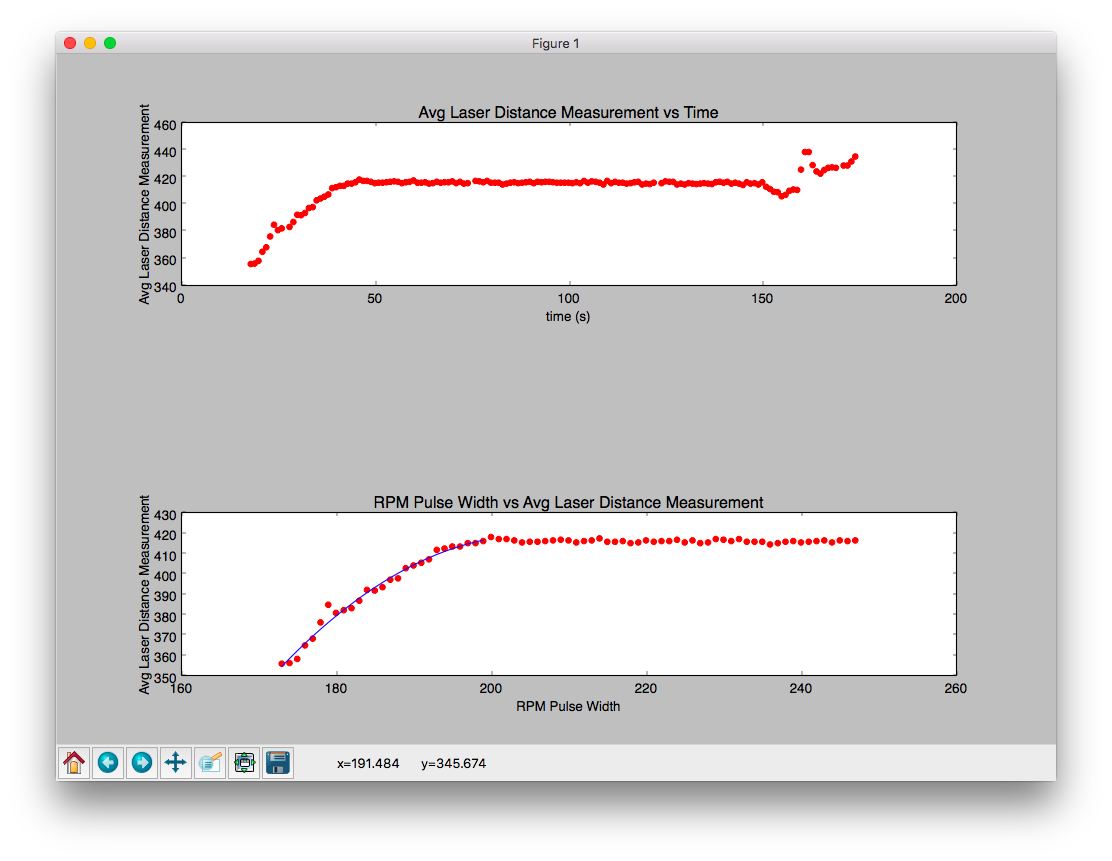 Figure 1
Avg Laser Distance Measurement vs Time
Avg Laser Distance Measurement
460
440
420
400
380
360
340
0 50 100 150 200
time (s)
RPM Pulse Width vs Avg Laser Distance Measurement
Avg Laser Distance Measurement
430
420
410
400
390
380
370
360
350
160 180 200 220 240 260
RPM Pulse Width
x=191.484 y=345.674